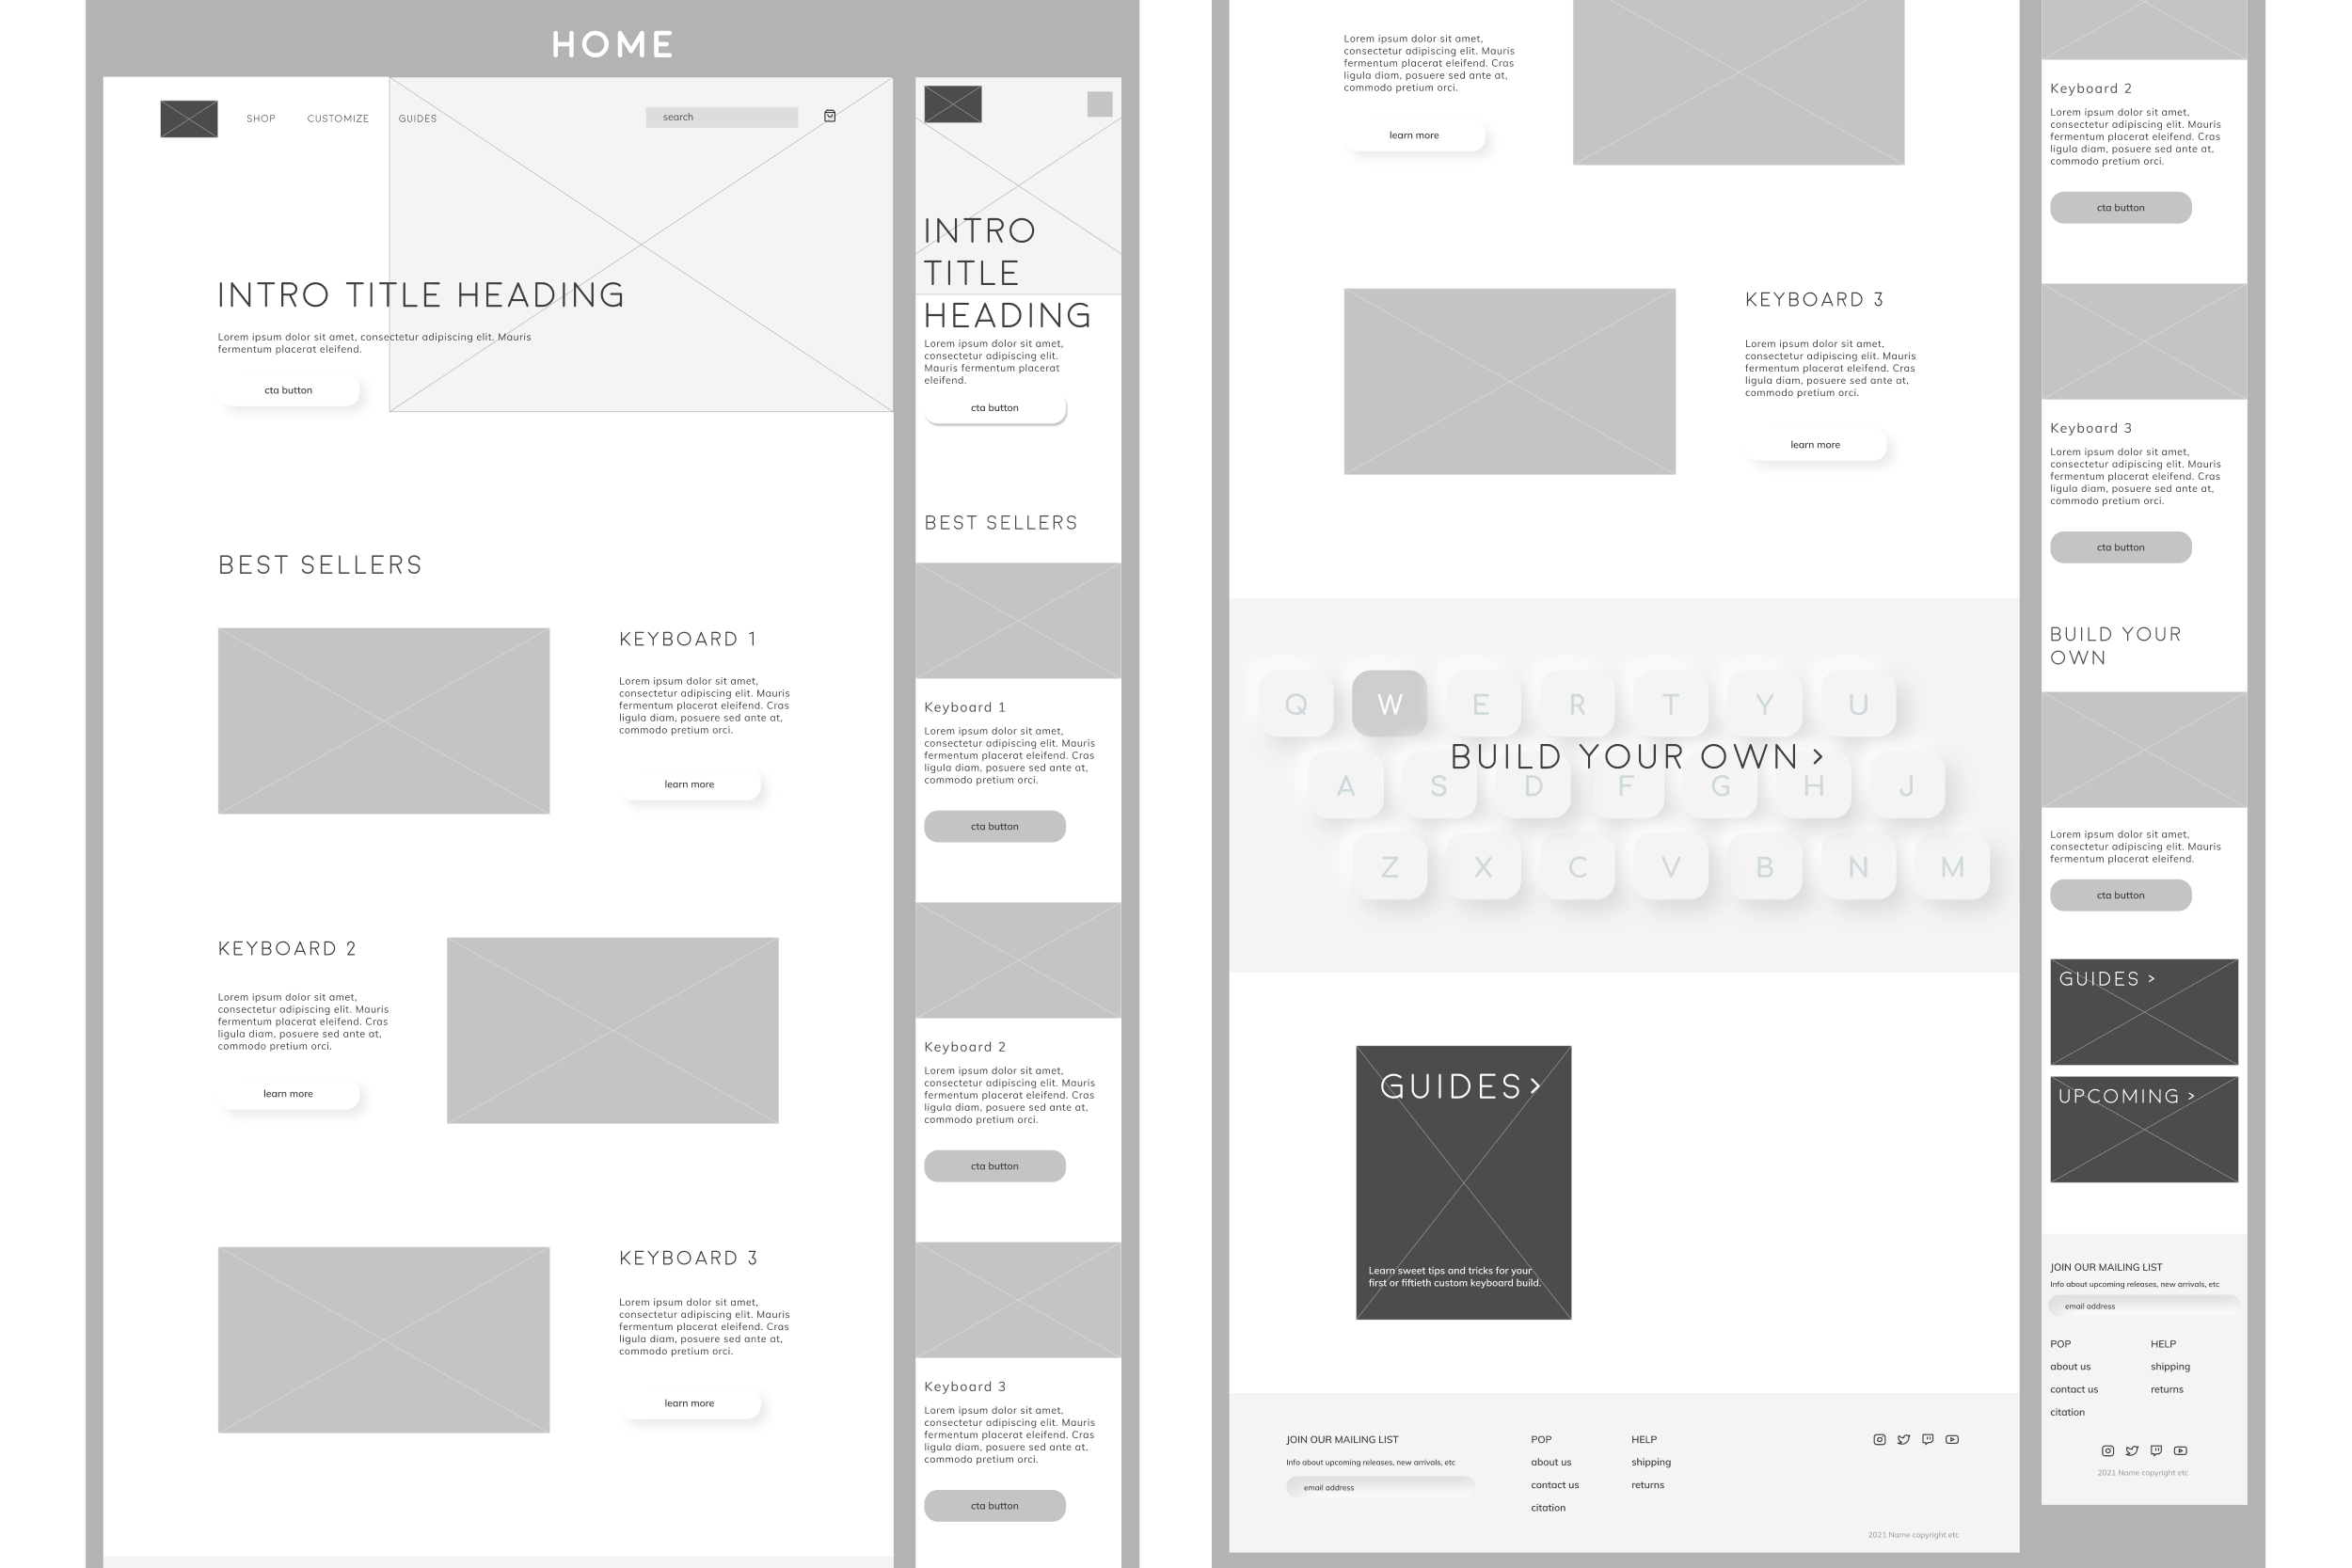 HOME
SHOP CUSTOMIZE GUIDES search
INTRO TITLE HEADING
Lorem ipsum dolor sit amet, consectetur adipiscing elit. Mauris
fermentum placerat eleifend.
cta button
BEST SELLERS
KEYBOARD 1
Lorem ipsum dolor sit amet,
consectetur adipiscing elit. Mauris
fermentum placerat eleifend. Cras
ligula diam, posuere sed ante at,
commodo pretium orci.
learn more
KEYBOARD 2
Lorem ipsum dolor sit amet,
consectetur adipiscing elit. Mauris
fermentum placerat eleifend. Cras
ligula diam, posuere sed ante at,
commodo pretium orci.
learn more
KEYBOARD 3
Lorem ipsum dolor sit amet,
consectetur adipiscing elit. Mauris
fermentum placerat eleifend. Cras
ligula diam, posuere sed ante at,
commodo pretium orci.
learn more
INTRO
TITLE
HEADING
Lorem ipsum dolor sit amet,
consectetur adipiscing elit.
Mauris fermentum placerat
eleifend.
cta button
BEST SELLERS
Keyboard 1
Lorem ipsum dolor sit amet,
consectetur adipiscing elit. Mauris
fermentum placerat eleifend. Cras
ligula diam, posuere sed ante at,
commodo pretium orci.
cta button
Keyboard 2
Lorem ipsum dolor sit amet,
consectetur adipiscing elit. Mauris
fermentum placerat eleifend. Cras
ligula diam, posuere sed ante at,
commodo pretium orci.
cta button
Keyboard 3
Lorem ipsum dolor sit amet,
consectetur adipiscing elit. Mauris
fermentum placerat eleifend. Cras
ligula diam, posuere sed ante at,
commodo pretium orci.
cta button
Lorem ipsum dolor sit amet,
consectetur adipiscing elit. Mauris
fermentum placerat eleifend. Cras
ligula diam, posuere sed ante at,
commodo pretium orci.
learn more
KEYBOARD 3
Lorem ipsum dolor sit amet,
consectetur adipiscing elit. Mauris
fermentum placerat eleifend. Cras
ligula diam, posuere sed ante at,
commodo pretium orci.
learn more
Q W E R T Y U
BUILD YOUR OWN >
A S D F G H J
Z X C V B N M
GUIDES >
Learn sweet tips and tricks for your
first or fiftieth custom keyboard build.
JOIN OUR MAILING LIST
Info about upcoming releases, new arrivals, etc
email address
POP
about us
contact us
citation
HELP
shipping
returns
2021 Name copyright etc
Keyboard 2
Lorem ipsum dolor sit amet,
consectetur adipiscing elit. Mauris
fermentum placerat eleifend. Cras
ligula diam, posuere sed ante at,
commodo pretium orci.
cta button
Keyboard 3
Lorem ipsum dolor sit amet,
consectetur adipiscing elit. Mauris
fermentum placerat eleifend. Cras
ligula diam, posuere sed ante at,
commodo pretium orci.
cta button
BUILD YOUR
OWN
Lorem ipsum dolor sit amet,
consectetur adipiscing elit. Mauris
fermentum placerat eleifend.
cta button
GUIDES >
UPCOMING >
JOIN OUR MAILING LIST
Info about upcoming releases, new arrivals, etc
email address
POP
about us
contact us
citation
HELP
shipping
returns
2021 Name copyright etc